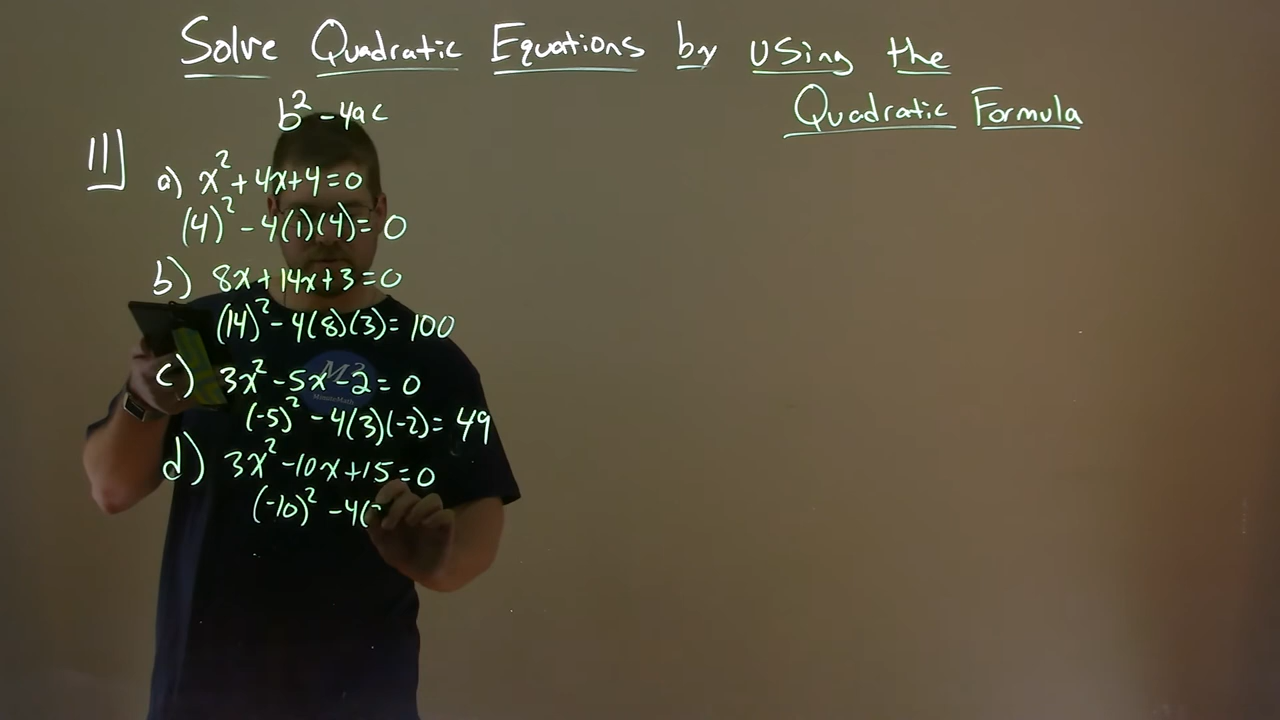 Solve Quadratic Equations by Using the
Quadratic Formula
b² - 4ac
11]
a) x² + 4x + 4 = 0
(4)² - 4(1)(4) = 0
b) 8x + 14x + 3 = 0
(14)² - 4(8)(3) = 100
c) 3x² - 5x - 2 = 0
(-5)² - 4(3)(-2) = 49
d) 3x² - 10x + 15 = 0
(-10)² - 4(
M²
MinuteMath